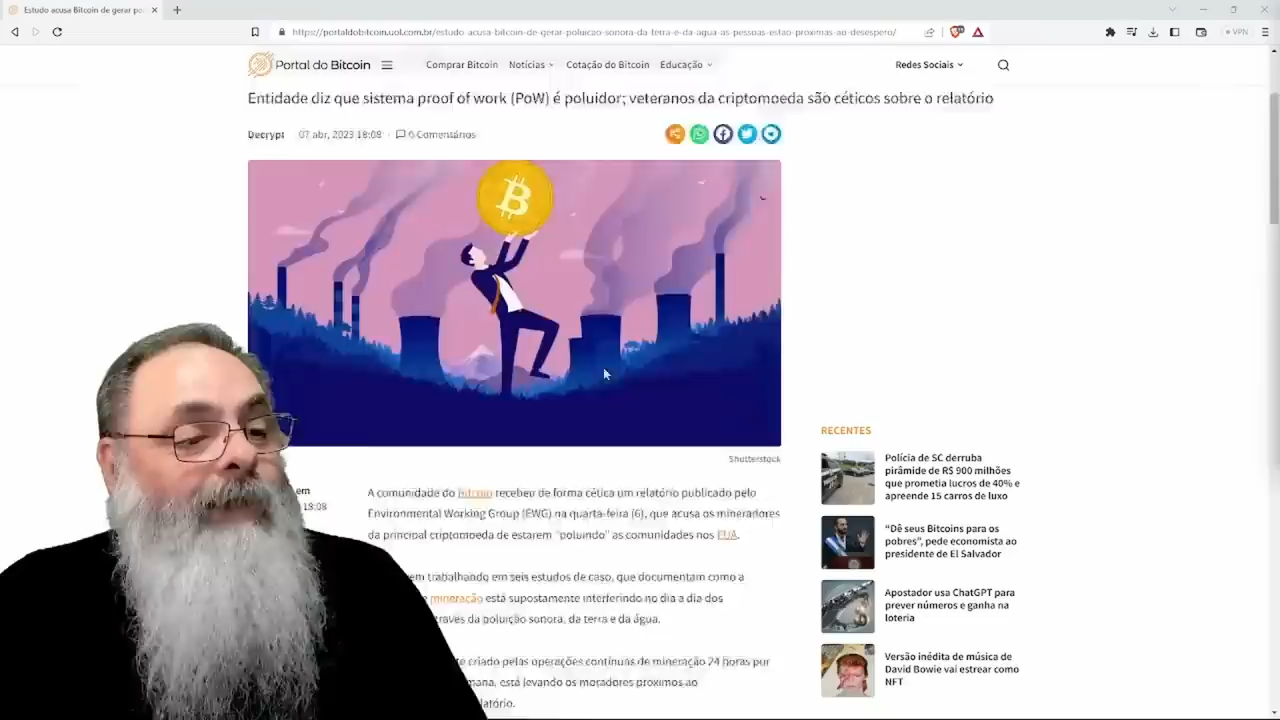 Estudo acusa Bitcoin de gerar po
https://portaldobitcoin.uol.com.br/estudo-acusa-bitcoin-de-gerar-poluicao-sonora-da-terra-e-da-agua-as-pessoas-estao-proximas-ao-desespero/
VPN
Portal do Bitcoin
Comprar Bitcoin Notícias Cotação do Bitcoin Educação
Redes Sociais
Entidade diz que sistema proof of work (PoW) é poluidor; veteranos da criptomoeda são céticos sobre o relatório
Decrypt 07 abr, 2023 18:08 · 0 Comentários
B
Shutterstock
em
18:08
A comunidade do Bitcoin recebeu de forma cética um relatório publicado pelo
Environmental Working Group (EWG) na quarta-feira (6), que acusa os mineradores
da principal criptomoeda de estarem "poluindo" as comunidades nos EUA.
em trabalhando em seis estudos de caso, que documentam como a
mineração está supostamente interferindo no dia a dia dos
través da poluição sonora, da terra e da água.
te criado pelas operações contínuas de mineração 24 horas por
mana, está levando os moradores próximos ao
latório.
RECENTES
Polícia de SC derruba
pirâmide de R$ 900 milhões
que prometia lucros de 40% e
apreende 15 carros de luxo
“Dê seus Bitcoins para os
pobres”, pede economista ao
presidente de El Salvador
Apostador usa ChatGPT para
prever números e ganha na
loteria
Versão inédita de música de
David Bowie vai estrear como
NFT